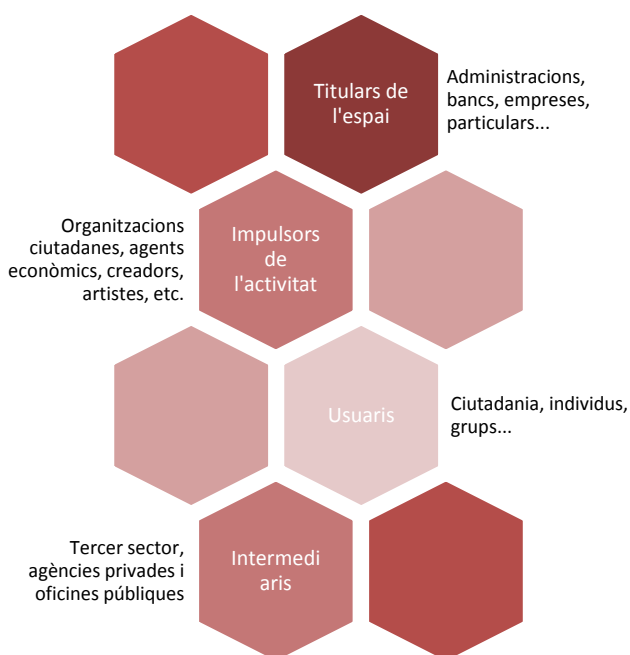 Titulars de
l'espai
Administracions,
bancs, empreses,
particulars...
Organitzacions
ciutadanes, agents
econòmics, creadors,
artistes, etc.
Impulsors
de
l'activitat
Usuaris
Ciutadania, individus,
grups...
Tercer sector,
agències privades i
oficines públiques
Intermedi
aris